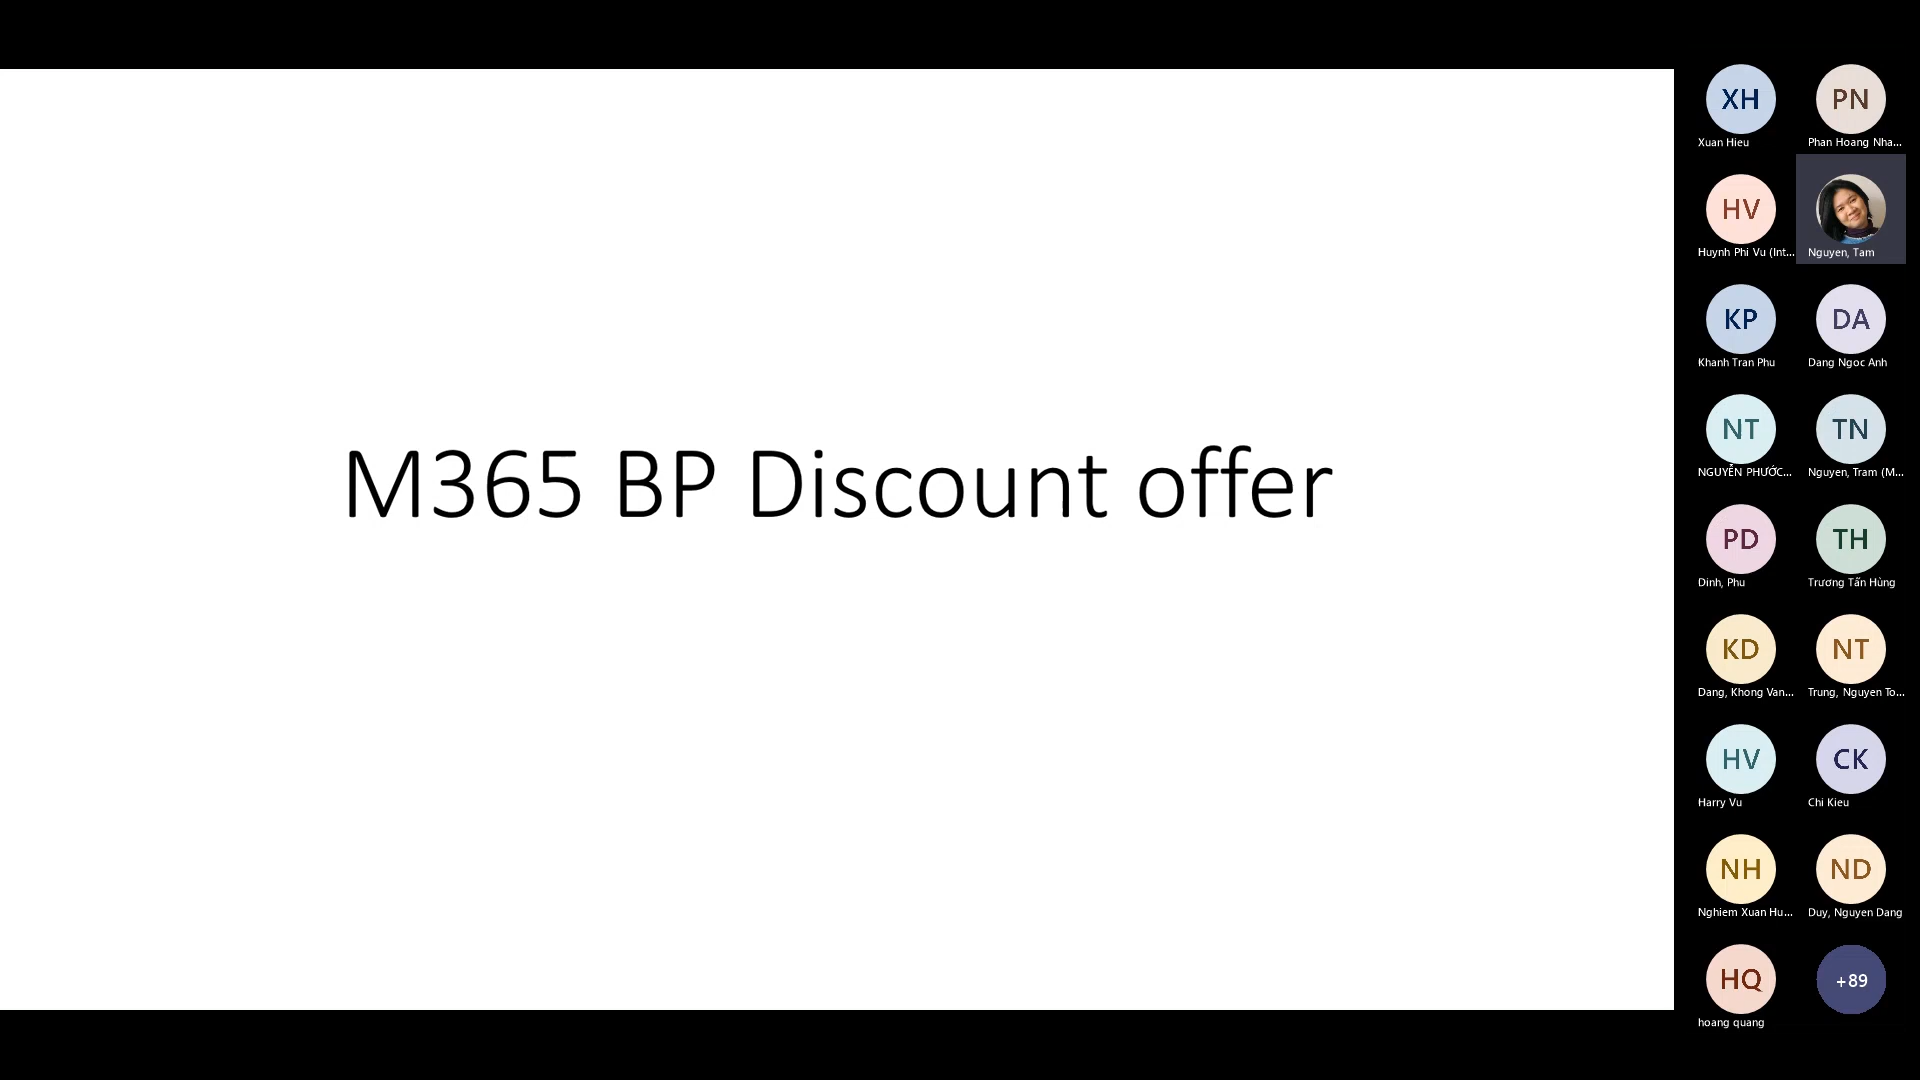 M365 BP Discount offer
XH
Xuan Hieu
PN
Phan Hoang Nha...
HV
Huynh Phi Vu (Int...
Nguyen, Tam
KP
Khanh Tran Phu
DA
Dang Ngoc Anh
NT
NGUYỄN PHƯỚC...
TN
Nguyen, Tram (M...
PD
Dinh, Phu
TH
Trương Tấn Hùng
KD
Dang, Khong Van...
NT
Trung, Nguyen To...
HV
Harry Vu
CK
Chi Kieu
NH
Nghiem Xuan Hu...
ND
Duy, Nguyen Dang
HQ
hoang quang
+89